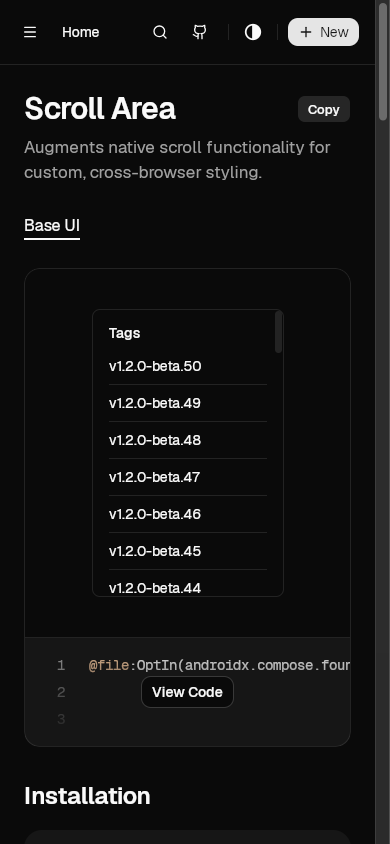 Home
New
Scroll Area
Copy
Augments native scroll functionality for
custom, cross-browser styling.
Base UI
Tags
v1.2.0-beta.50
v1.2.0-beta.49
v1.2.0-beta.48
v1.2.0-beta.47
v1.2.0-beta.46
v1.2.0-beta.45
v1.2.0-beta.44
1 @file:OptIn(androidx.compose.four
2
View Code
3
Installation